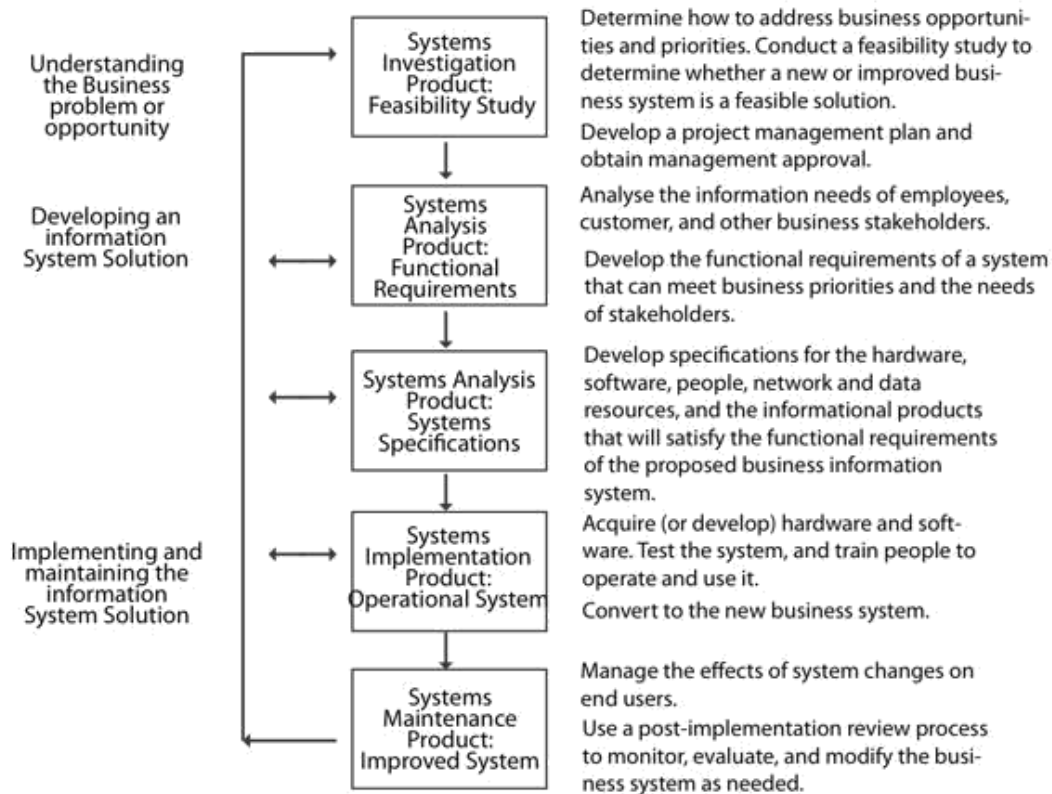 Understanding
the Business
problem or
opportunity
Systems
Investigation
Product:
Feasibility Study
Determine how to address business opportuni-
ties and priorities. Conduct a feasibility study to
determine whether a new or improved busi-
ness system is a feasible solution.
Develop a project management plan and
obtain management approval.
Developing an
information
System Solution
Systems
Analysis
Product:
Functional
Requirements
Analyse the information needs of employees,
customer, and other business stakeholders.
Develop the functional requirements of a system
that can meet business priorities and the needs
of stakeholders.
Systems Analysis
Product:
Systems
Specifications
Develop specifications for the hardware,
software, people, network and data
resources, and the informational products
that will satisfy the functional requirements
of the proposed business information
system.
Implementing and
maintaining the
information
System Solution
Systems
Implementation
Product:
Operational System
Acquire (or develop) hardware and soft-
ware. Test the system, and train people to
operate and use it.
Convert to the new business system.
Systems
Maintenance
Product:
Improved System
Manage the effects of system changes on
end users.
Use a post-implementation review process
to monitor, evaluate, and modify the busi-
ness system as needed.